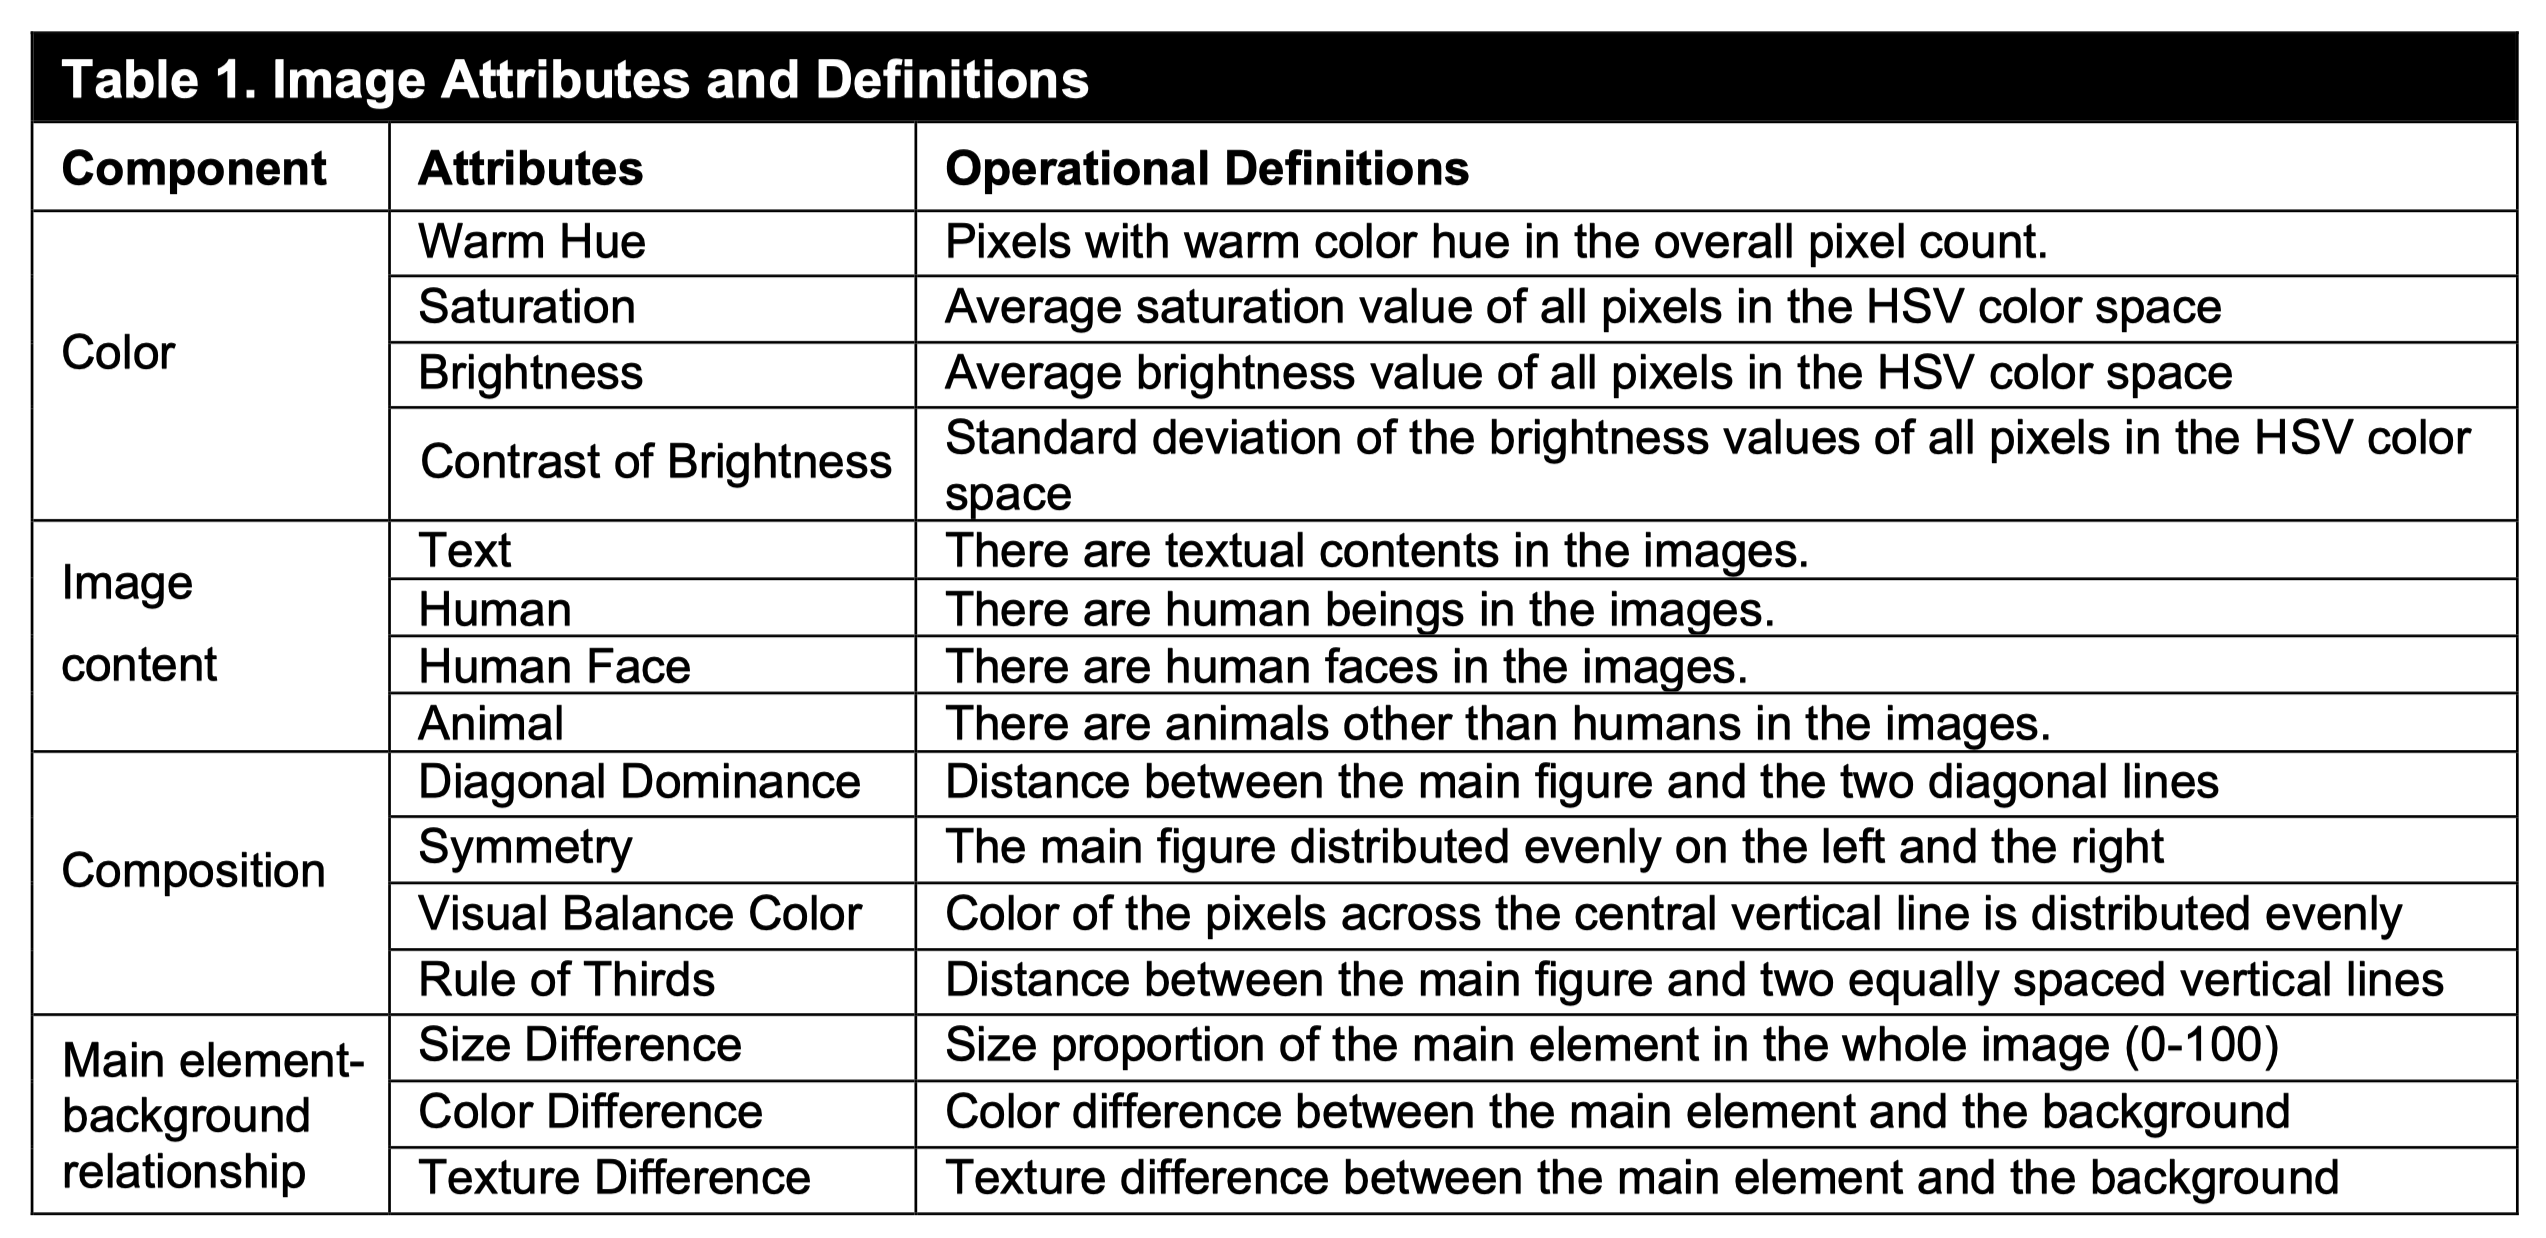 Table 1. Image Attributes and Definitions
Component Attributes Operational Definitions
Color
Warm Hue Pixels with warm color hue in the overall pixel count.
Saturation Average saturation value of all pixels in the HSV color space
Brightness Average brightness value of all pixels in the HSV color space
Contrast of Brightness Standard deviation of the brightness values of all pixels in the HSV color
space
Image
content
Text There are textual contents in the images.
Human There are human beings in the images.
Human Face There are human faces in the images.
Animal There are animals other than humans in the images.
Composition
Diagonal Dominance Distance between the main figure and the two diagonal lines
Symmetry The main figure distributed evenly on the left and the right
Visual Balance Color Color of the pixels across the central vertical line is distributed evenly
Rule of Thirds Distance between the main figure and two equally spaced vertical lines
Main element-
background
relationship
Size Difference Size proportion of the main element in the whole image (0-100)
Color Difference Color difference between the main element and the background
Texture Difference Texture difference between the main element and the background